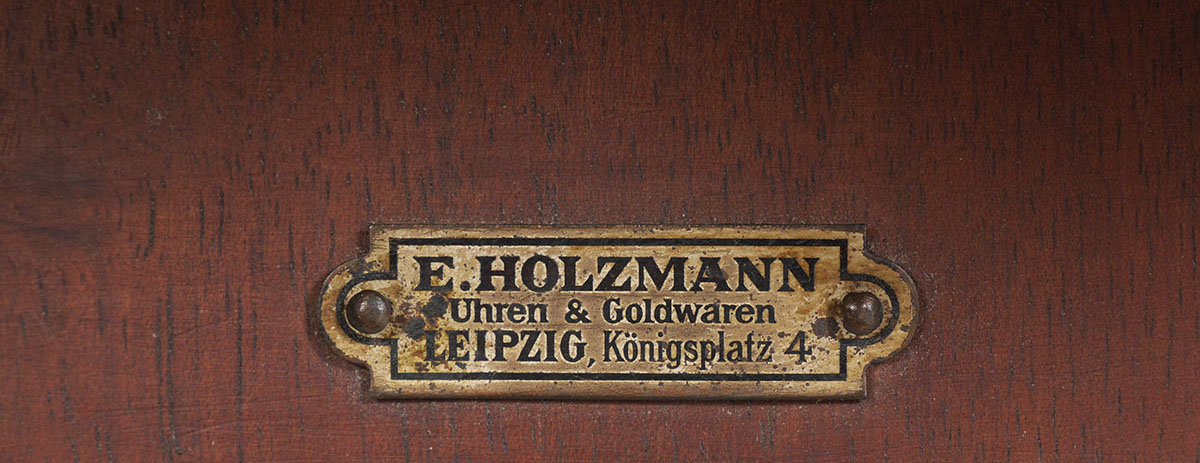 E. HOLZMANN
Uhren & Goldwaren
LEIPZIG, Königsplatz 4